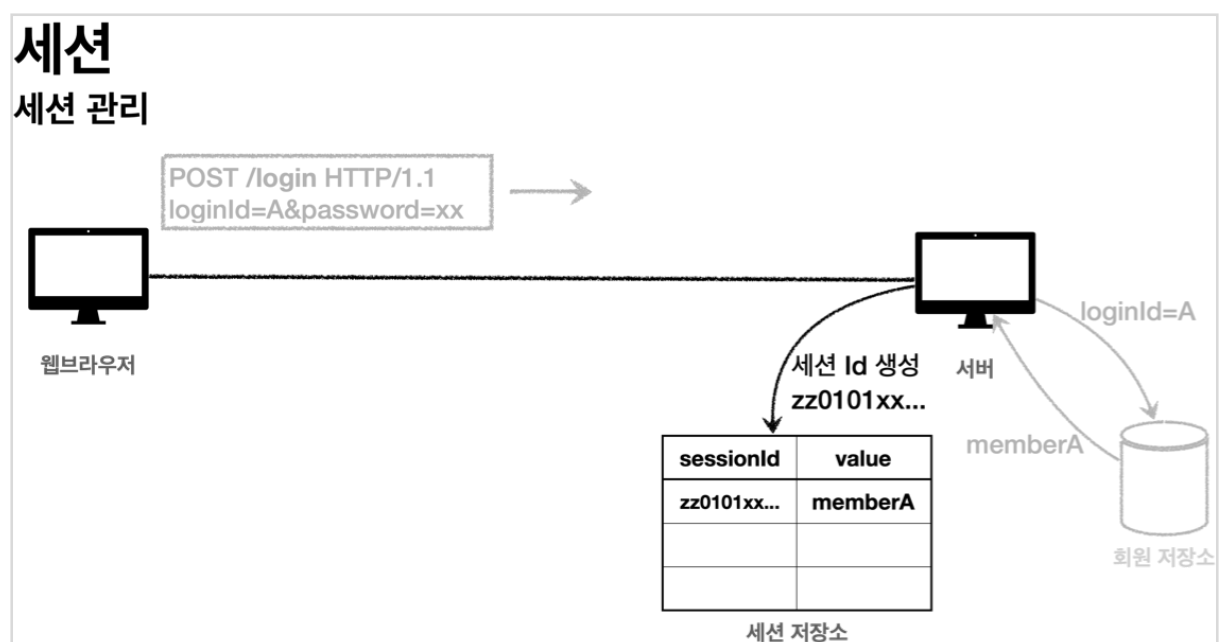 세션
세션 관리
POST /login HTTP/1.1
loginId=A&password=xx
웹브라우저
서버
loginId=A
memberA
회원 저장소
세션 Id 생성
zz0101xx...
sessionId value
zz0101xx... memberA
세션 저장소